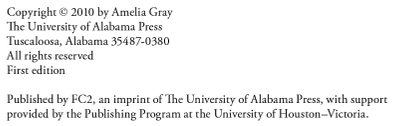 Copyright © 2010 by Amelia Gray
The University of Alabama Press
Tuscaloosa, Alabama 35487-0380
All rights reserved
First edition
Published by FC2, an imprint of The University of Alabama Press, with support
provided by the Publishing Program at the University of Houston–Victoria.